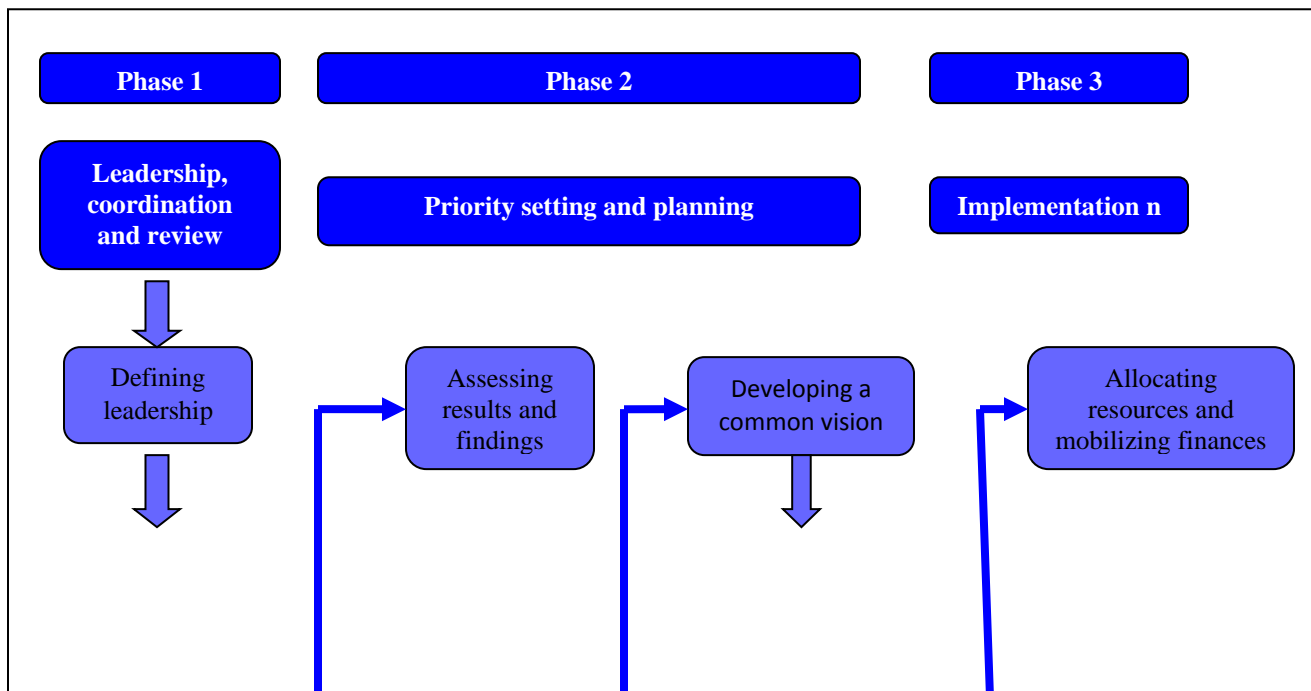 Phase 1
Phase 2
Phase 3
Leadership,
coordination
and review
Priority setting and planning
Implementation n
Defining
leadership
Assessing
results and
findings
Developing a
common vision
Allocating
resources and
mobilizing finances